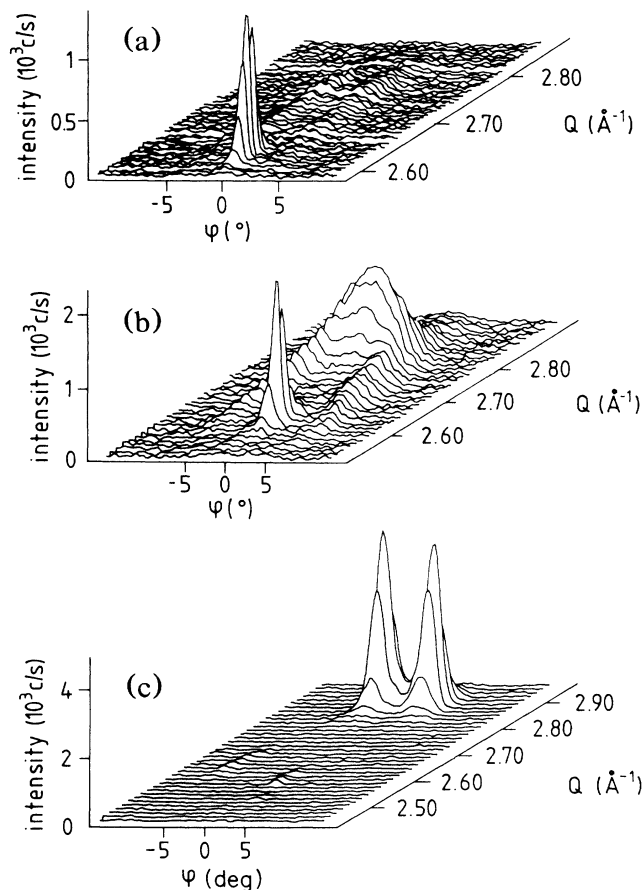 (a)
intensity (10³c/s)
1
0.5
0
-5 0 5
φ(°)
2.60
2.70
2.80
Q (Å⁻¹)
(b)
intensity (10³c/s)
2
1
0
-5 0 5
φ(°)
2.60
2.70
2.80
Q (Å⁻¹)
(c)
intensity (10³c/s)
4
2
0
-5 0 5
φ (deg)
2.50
2.60
2.70
2.80
2.90
Q (Å⁻¹)